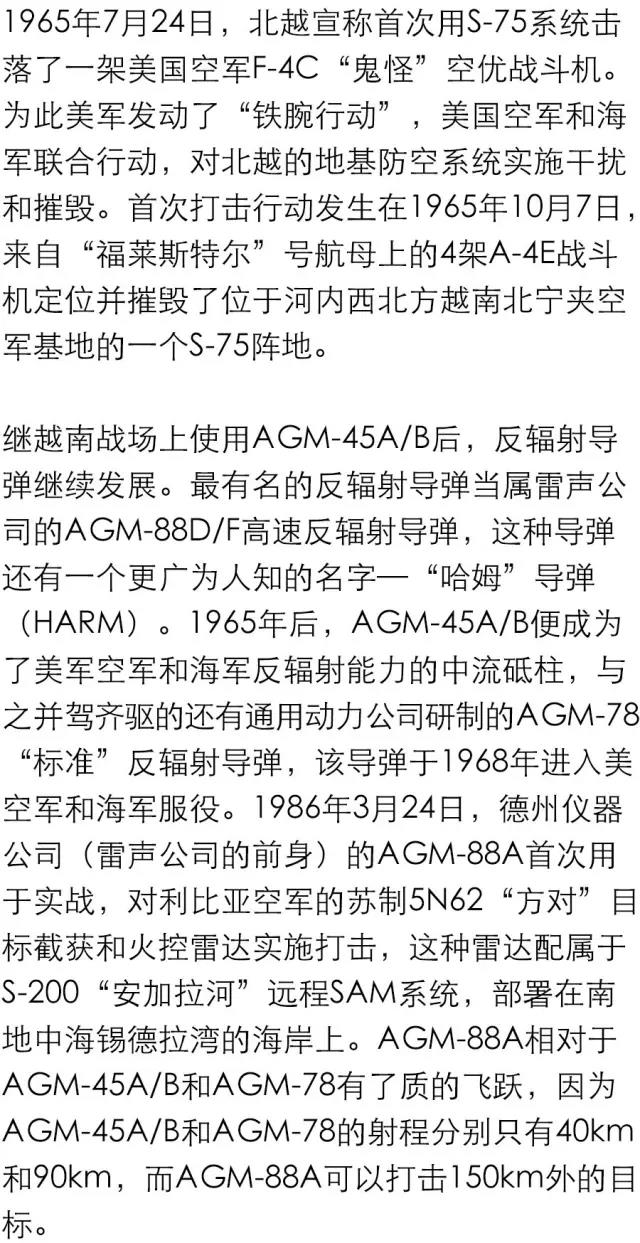 1965年7月24日，北越宣称首次用S-75系统击
落了一架美国空军F-4C“鬼怪”空优战斗机。
为此美军发动了“铁腕行动”，美国空军和海
军联合行动，对北越的地基防空系统实施干扰
和摧毁。首次打击行动发生在1965年10月7日，
来自“福莱斯特尔”号航母上的4架A-4E战斗
机定位并摧毁了位于河内西北方越南北宁夹空
军基地的一个S-75阵地。
继越南战场上使用AGM-45A/B后，反辐射导
弹继续发展。最有名的反辐射导弹当属雷声公
司的AGM-88D/F高速反辐射导弹，这种导弹
还有一个更广为人知的名字—“哈姆”导弹
（HARM）。1965年后，AGM-45A/B便成为
了美军空军和海军反辐射能力的中流砥柱，与
之并驾齐驱的还有通用动力公司研制的AGM-78
“标准”反辐射导弹，该导弹于1968年进入美
空军和海军服役。1986年3月24日，德州仪器
公司（雷声公司的前身）的AGM-88A首次用
于实战，对利比亚空军的苏制5N62“方对”目
标截获和火控雷达实施打击，这种雷达配属于
S-200“安加拉河”远程SAM系统，部署在南
地中海锡德拉湾的海岸上。AGM-88A相对于
AGM-45A/B和AGM-78有了质的飞跃，因为
AGM-45A/B和AGM-78的射程分别只有40km
和90km，而AGM-88A可以打击150km外的目
标。